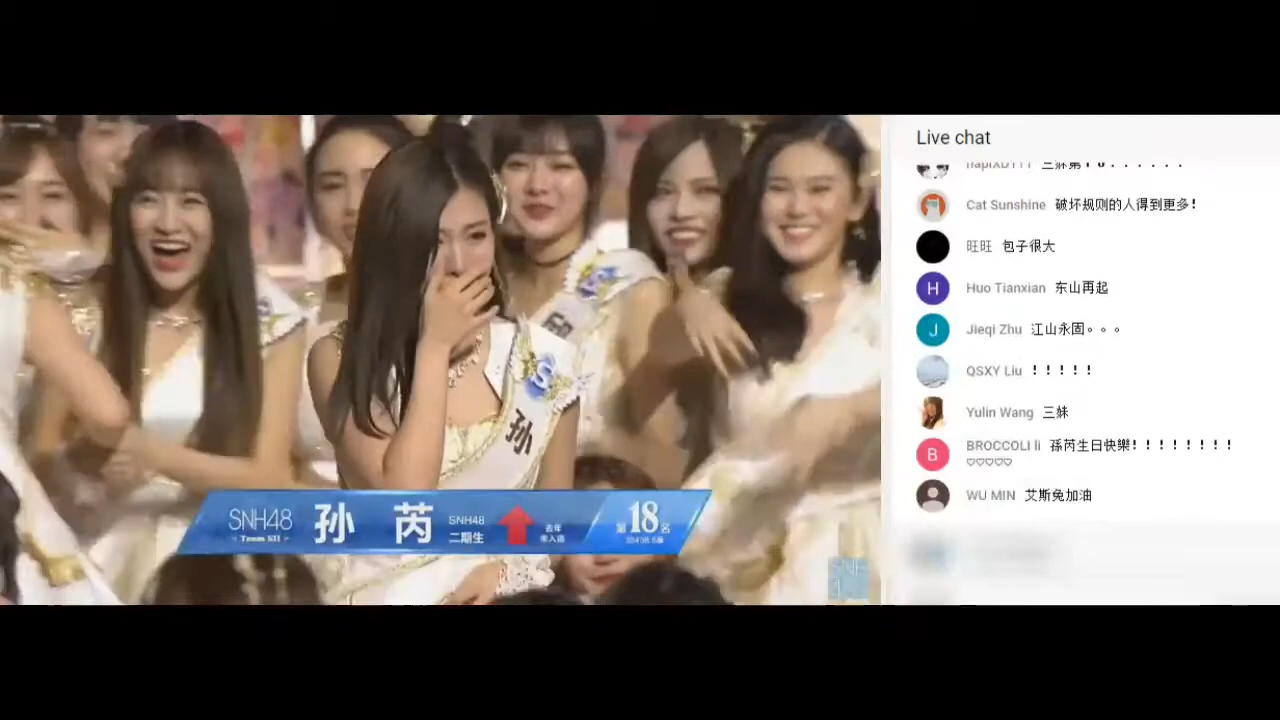 SNH48
Team SII
孙 芮
SNH48
二期生
去年
未入选
第18名
S
孙
邱
SNH
Live chat
Cat Sunshine 破坏规则的人得到更多!
旺旺 包子很大
H Huo Tianxian 东山再起
J Jieqi Zhu 江山永固。。。
QSXY Liu ! ! ! ! !
Yulin Wang 三妹
B BROCCOLI li 孫芮生日快樂! ! ! ! ! ! ! !
♡♡♡♡♡
WU MIN 艾斯兔加油